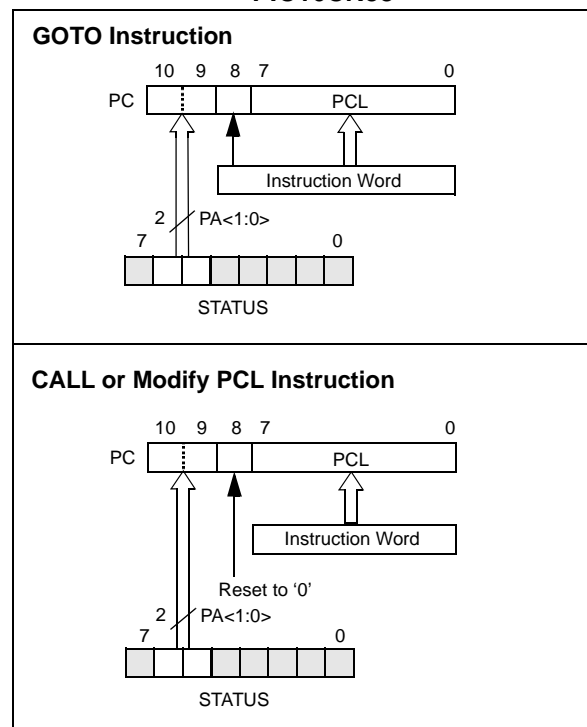 GOTO Instruction
10 9 8 7 0
PC PCL
Instruction Word
2 PA<1:0>
7 0
STATUS
CALL or Modify PCL Instruction
10 9 8 7 0
PC PCL
Instruction Word
Reset to ‘0’
2 PA<1:0>
7 0
STATUS